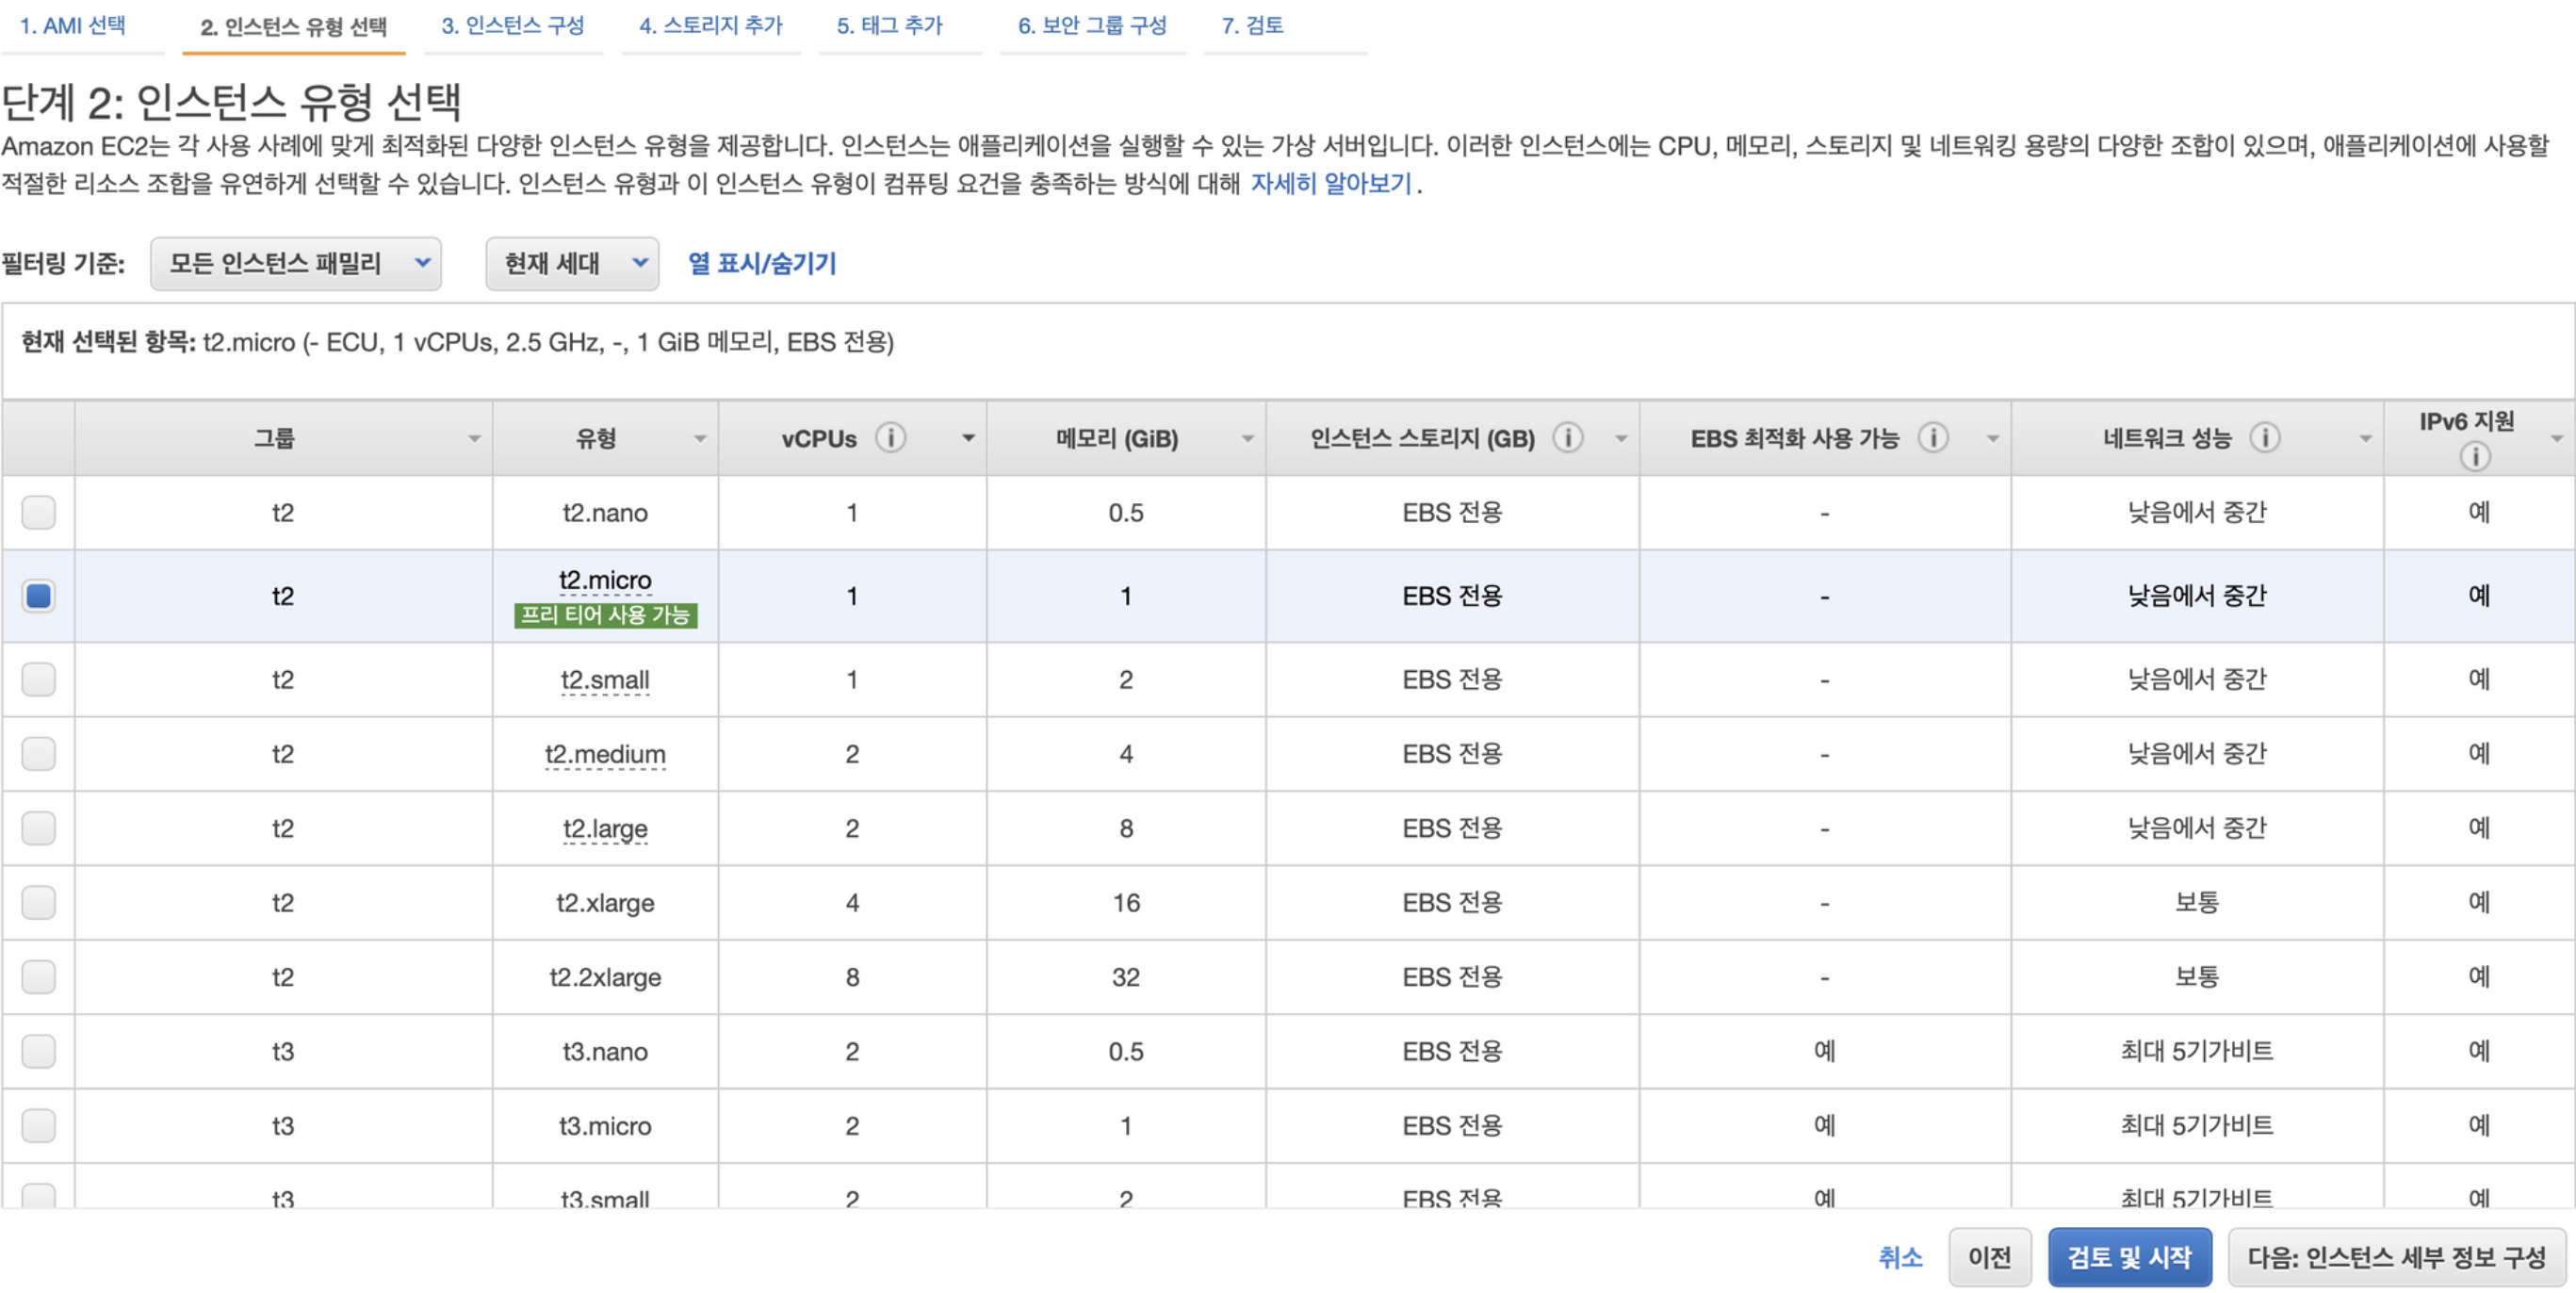 1. AMI 선택 2. 인스턴스 유형 선택 3. 인스턴스 구성 4. 스토리지 추가 5. 태그 추가 6. 보안 그룹 구성 7. 검토
단계 2: 인스턴스 유형 선택
Amazon EC2는 각 사용 사례에 맞게 최적화된 다양한 인스턴스 유형을 제공합니다. 인스턴스는 애플리케이션을 실행할 수 있는 가상 서버입니다. 이러한 인스턴스에는 CPU, 메모리, 스토리지 및 네트워킹 용량의 다양한 조합이 있으며, 애플리케이션에 사용할
적절한 리소스 조합을 유연하게 선택할 수 있습니다. 인스턴스 유형과 이 인스턴스 유형이 컴퓨팅 요건을 충족하는 방식에 대해 자세히 알아보기.
필터링 기준: 모든 인스턴스 패밀리 현재 세대 열 표시/숨기기
현재 선택된 항목: t2.micro (- ECU, 1 vCPUs, 2.5 GHz, -, 1 GiB 메모리, EBS 전용)
그룹 유형 vCPUs 메모리 (GiB) 인스턴스 스토리지 (GB) EBS 최적화 사용 가능 네트워크 성능 IPv6 지원
t2 t2.nano 1 0.5 EBS 전용 - 낮음에서 중간 예
t2 t2.micro 1 1 EBS 전용 - 낮음에서 중간 예
프리 티어 사용 가능
t2 t2.small 1 2 EBS 전용 - 낮음에서 중간 예
t2 t2.medium 2 4 EBS 전용 - 낮음에서 중간 예
t2 t2.large 2 8 EBS 전용 - 낮음에서 중간 예
t2 t2.xlarge 4 16 EBS 전용 - 보통 예
t2 t2.2xlarge 8 32 EBS 전용 - 보통 예
t3 t3.nano 2 0.5 EBS 전용 예 최대 5기가비트 예
t3 t3.micro 2 1 EBS 전용 예 최대 5기가비트 예
t3 t3.small 2 2 EBS 전용 예 최대 5기가비트 예
취소 이전 검토 및 시작 다음: 인스턴스 세부 정보 구성